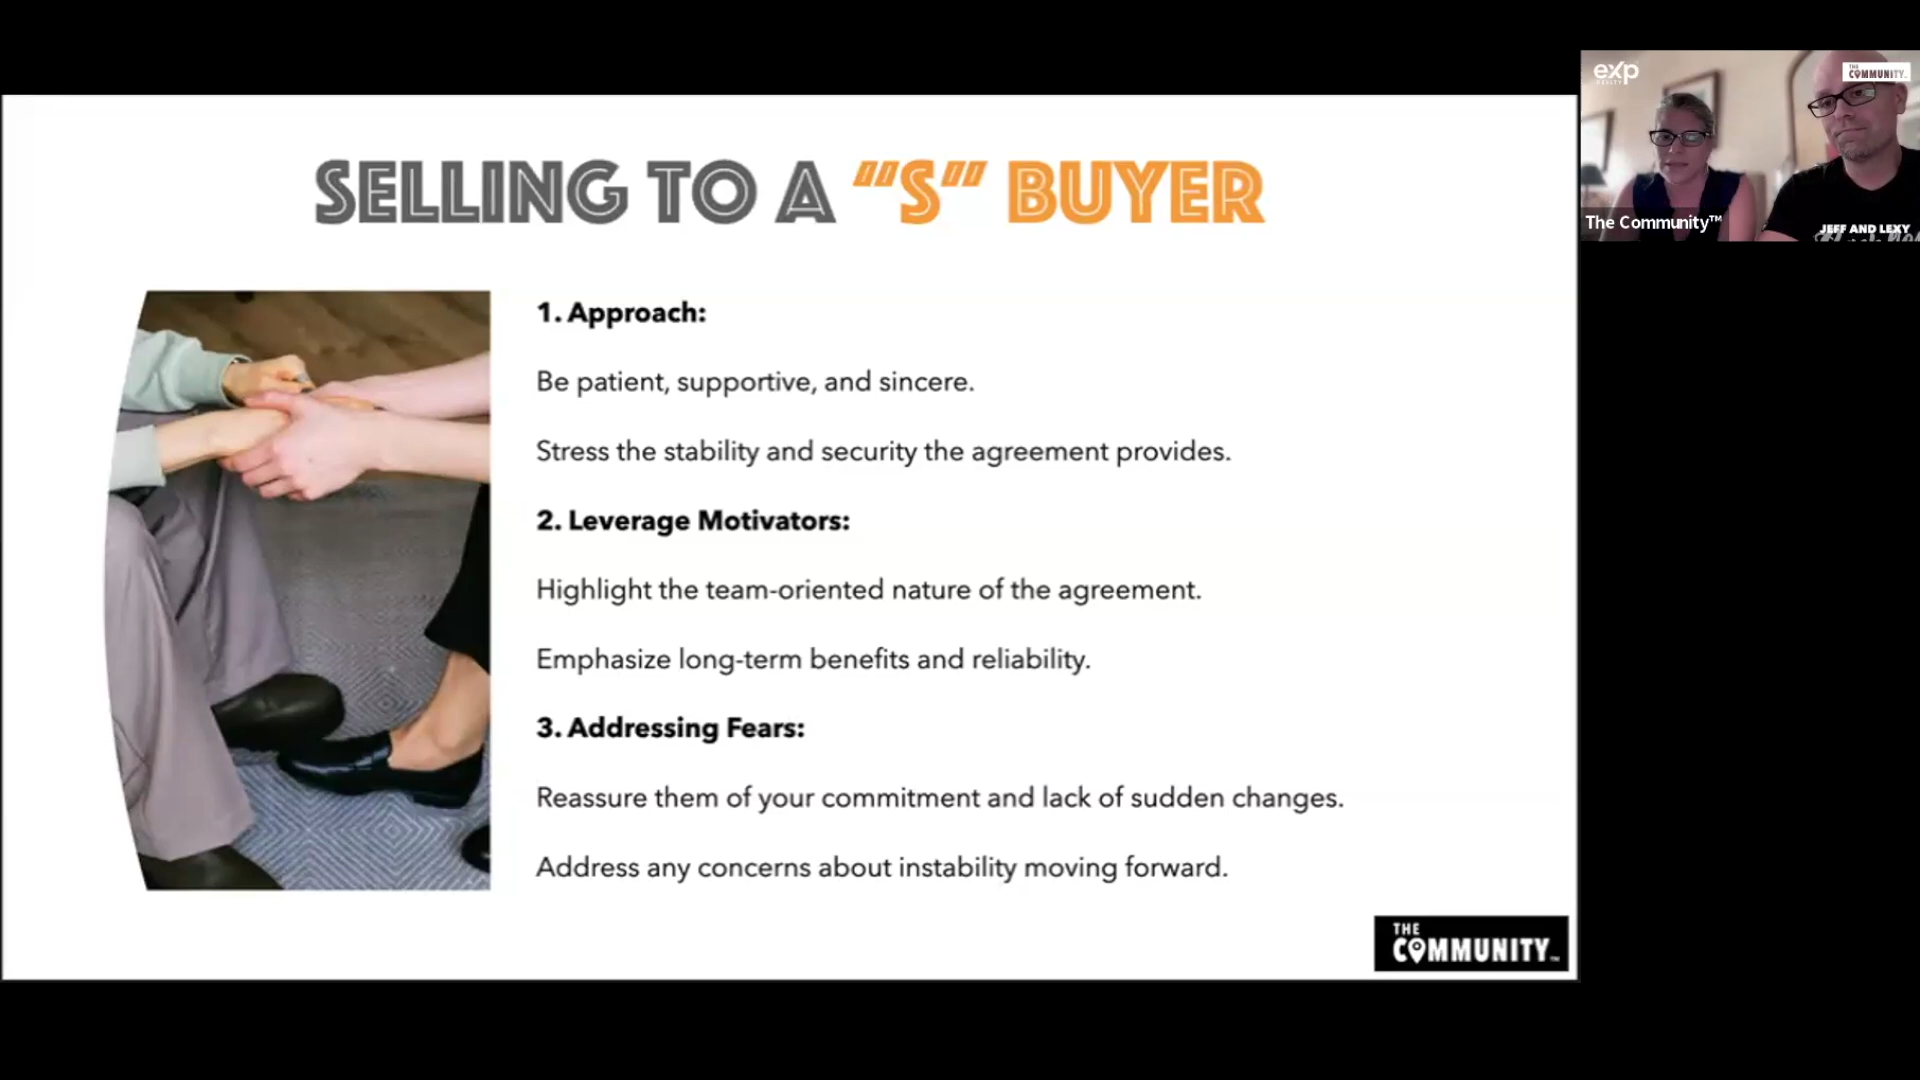 exp
REALTY
THE
COMMUNITY
The Community™
JEFF AND LEXY
SELLING TO A "S" BUYER
1. Approach:
Be patient, supportive, and sincere.
Stress the stability and security the agreement provides.
2. Leverage Motivators:
Highlight the team-oriented nature of the agreement.
Emphasize long-term benefits and reliability.
3. Addressing Fears:
Reassure them of your commitment and lack of sudden changes.
Address any concerns about instability moving forward.
THE
COMMUNITY™